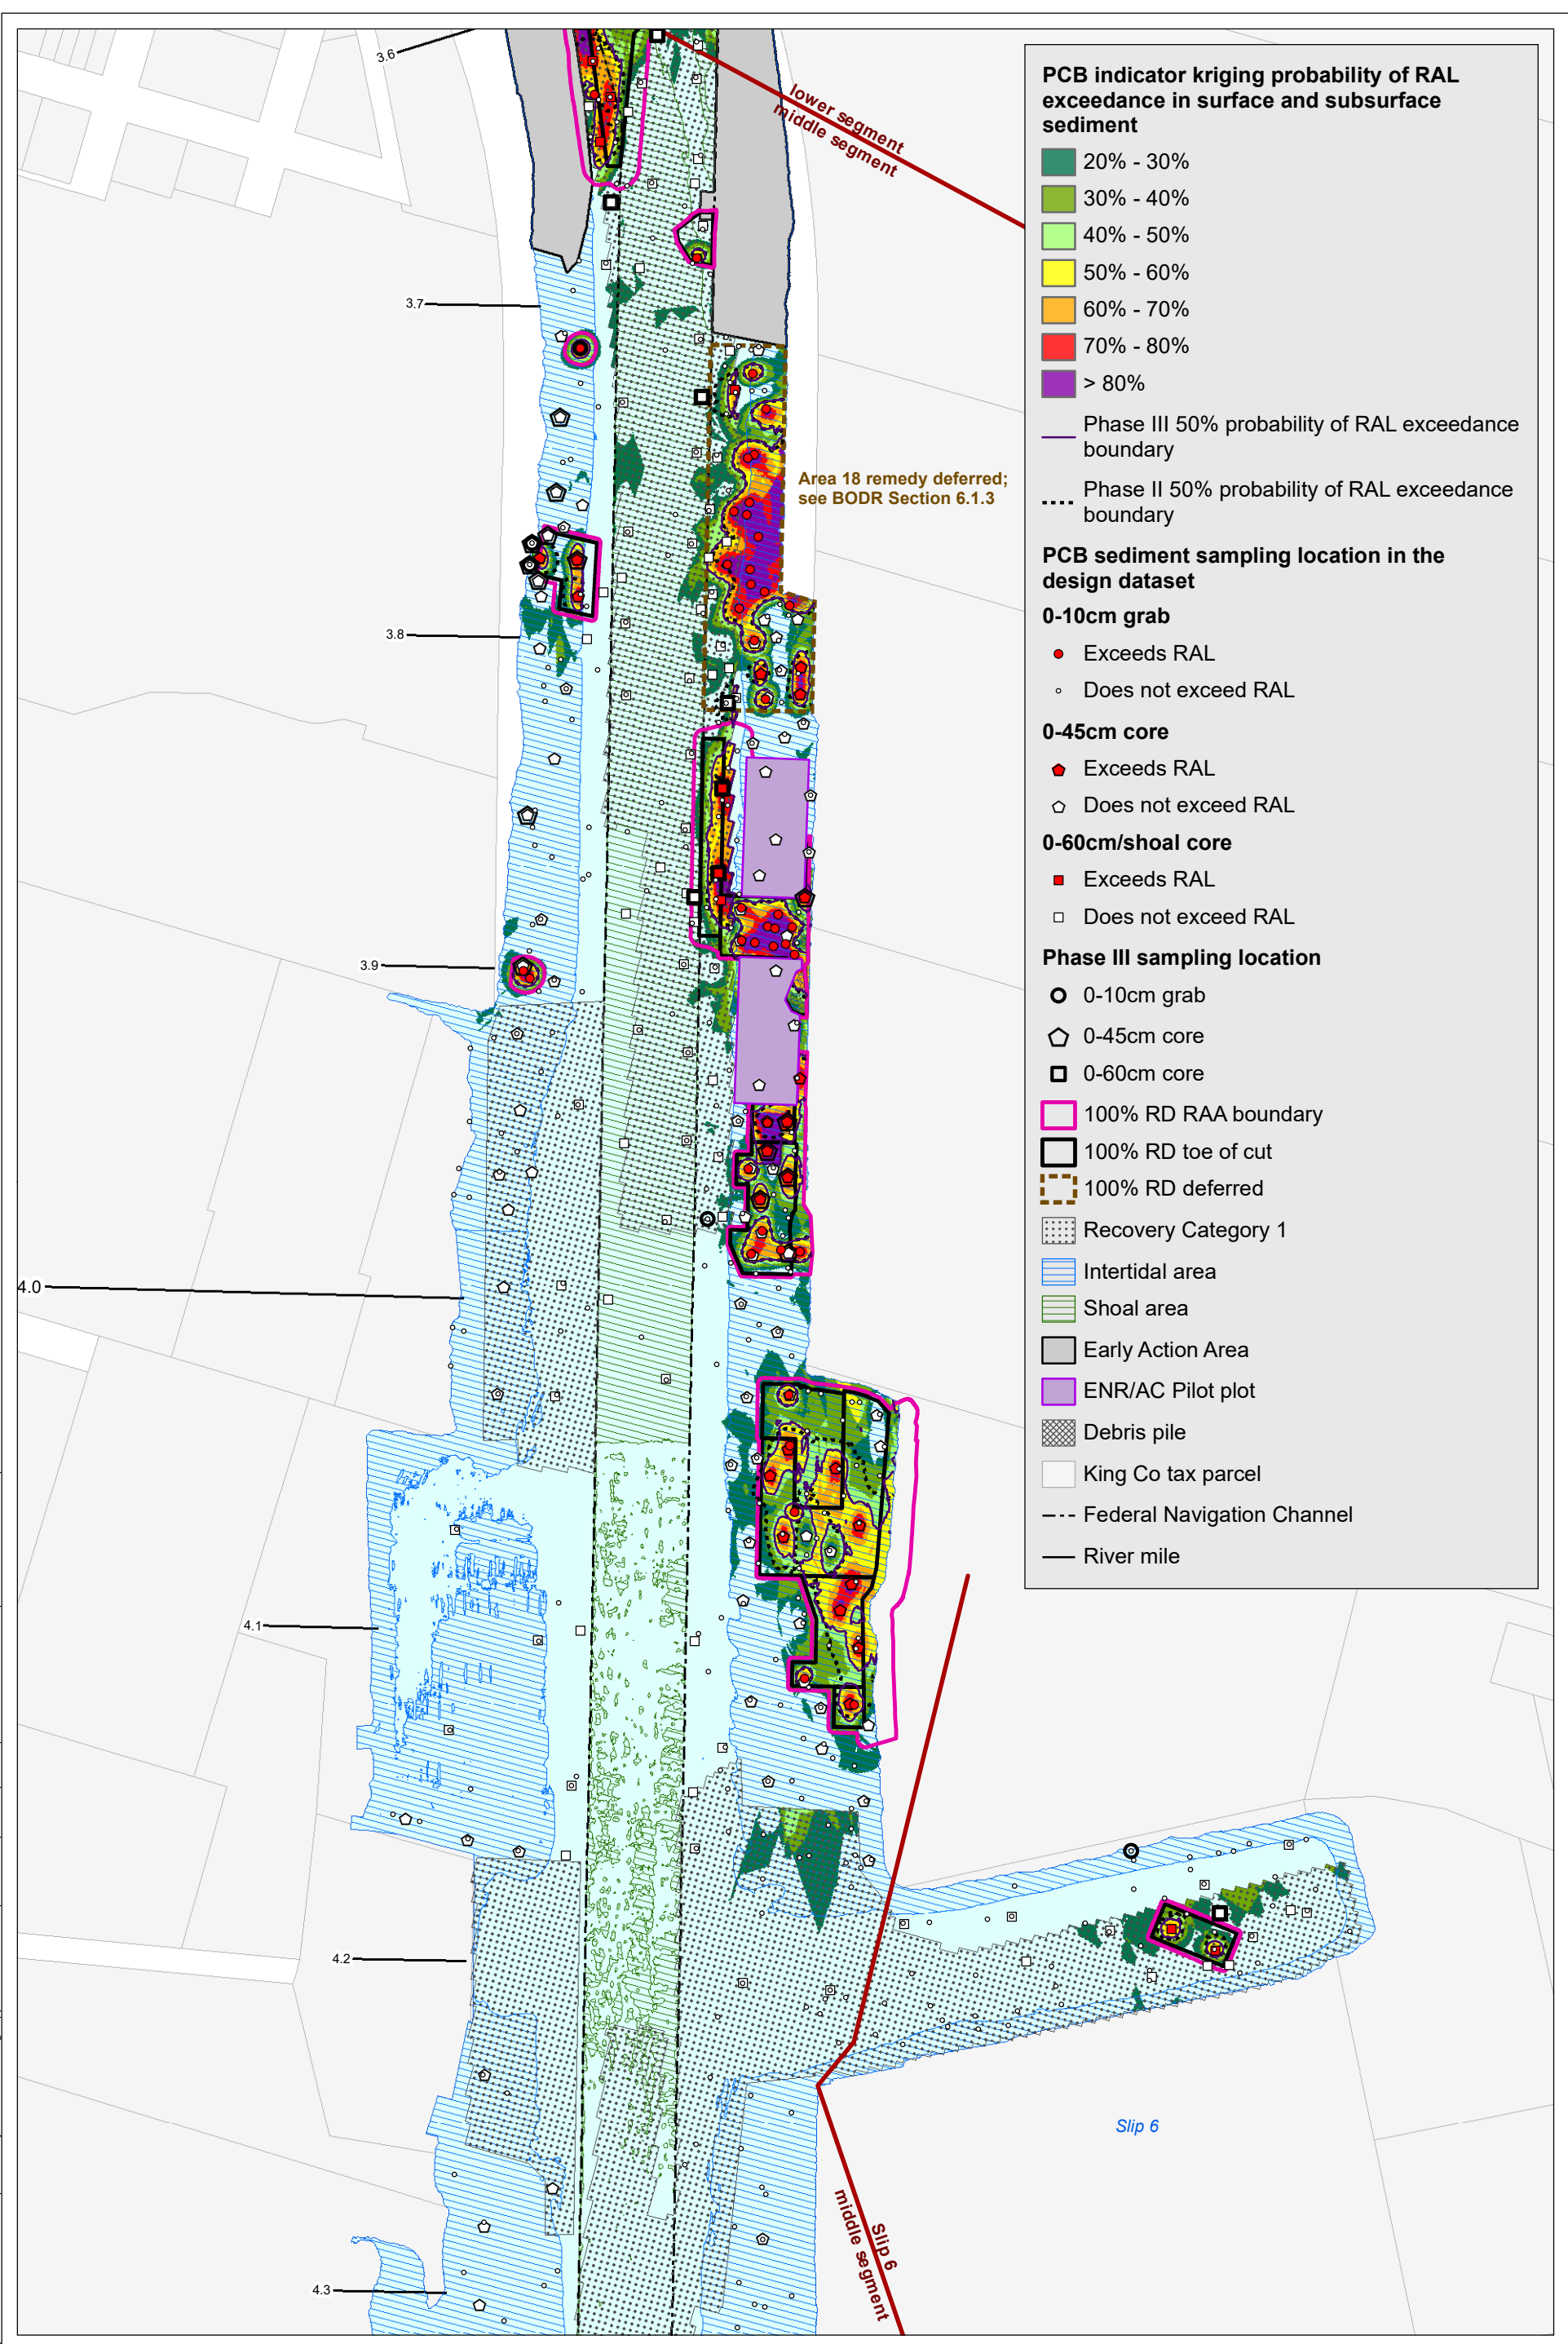 3.6
lower segment
middle segment
3.7
Area 18 remedy deferred;
see BODR Section 6.1.3
3.8
3.9
4.0
4.1
4.2
4.3
Slip 6
Slip 6
middle segment
PCB indicator kriging probability of RAL
exceedance in surface and subsurface
sediment
20% - 30%
30% - 40%
40% - 50%
50% - 60%
60% - 70%
70% - 80%
> 80%
Phase III 50% probability of RAL exceedance
boundary
Phase II 50% probability of RAL exceedance
boundary
PCB sediment sampling location in the
design dataset
0-10cm grab
Exceeds RAL
Does not exceed RAL
0-45cm core
Exceeds RAL
Does not exceed RAL
0-60cm/shoal core
Exceeds RAL
Does not exceed RAL
Phase III sampling location
0-10cm grab
0-45cm core
0-60cm core
100% RD RAA boundary
100% RD toe of cut
100% RD deferred
Recovery Category 1
Intertidal area
Shoal area
Early Action Area
ENR/AC Pilot plot
Debris pile
King Co tax parcel
Federal Navigation Channel
River mile